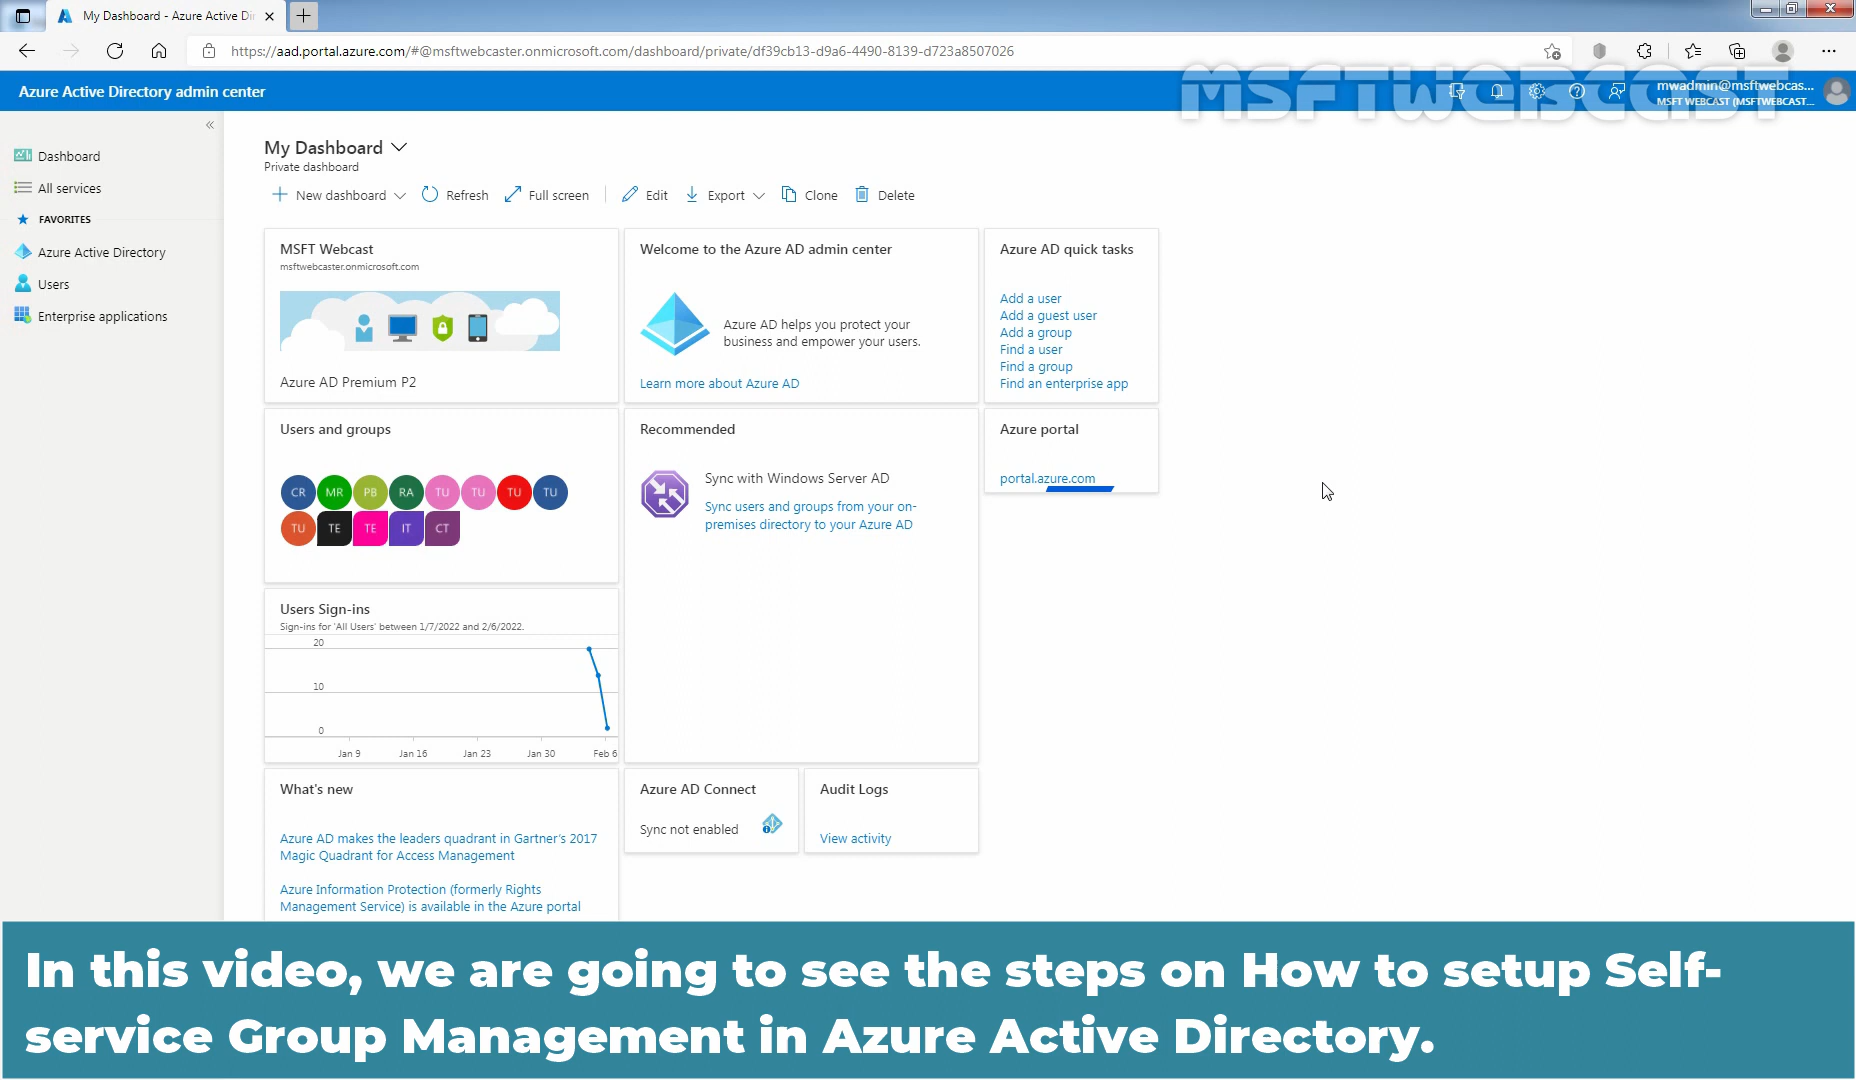 My Dashboard - Azure Active Dir
https://aad.portal.azure.com/#@msftwebcaster.onmicrosoft.com/dashboard/private/df39cb13-d9a6-4490-8139-d723a8507026
MSFTWEBCAST
Azure Active Directory admin center
mwadmin@msftwebcas...
MSFT WEBCAST (MSFTWEBCAST...
Dashboard
All services
FAVORITES
Azure Active Directory
Users
Enterprise applications
My Dashboard
Private dashboard
New dashboard Refresh Full screen Edit Export Clone Delete
MSFT Webcast
msftwebcaster.onmicrosoft.com
Azure AD Premium P2
Welcome to the Azure AD admin center
Azure AD helps you protect your
business and empower your users.
Learn more about Azure AD
Azure AD quick tasks
Add a user
Add a guest user
Add a group
Find a user
Find a group
Find an enterprise app
Users and groups
CR MR PB RA TU TU TU TU
TU TE TE IT CT
Recommended
Sync with Windows Server AD
Sync users and groups from your on-
premises directory to your Azure AD
Azure portal
portal.azure.com
Users Sign-ins
Sign-ins for 'All Users' between 1/7/2022 and 2/6/2022.
20
10
0
Jan 9 Jan 16 Jan 23 Jan 30 Feb 6
What's new
Azure AD makes the leaders quadrant in Gartner's 2017
Magic Quadrant for Access Management
Azure Information Protection (formerly Rights
Management Service) is available in the Azure portal
Azure AD Connect
Sync not enabled
Audit Logs
View activity
In this video, we are going to see the steps on How to setup Self-
service Group Management in Azure Active Directory.